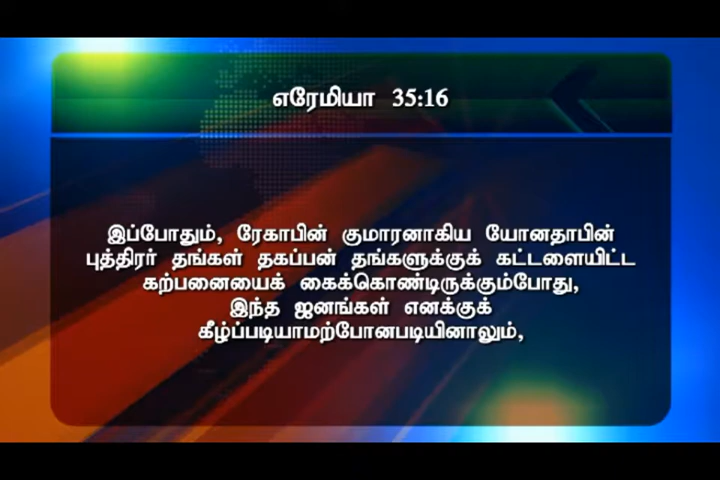 எரேமியா 35:16
இப்போதும், ரேகாபின் குமாரனாகிய யோனதாபின்
புத்திரர் தங்கள் தகப்பன் தங்களுக்குக் கட்டளையிட்ட
கற்பனையைக் கைக்கொண்டிருக்கும்போது,
இந்த ஜனங்கள் எனக்குக்
கீழ்ப்படியாமற்போனபடியினாலும்,